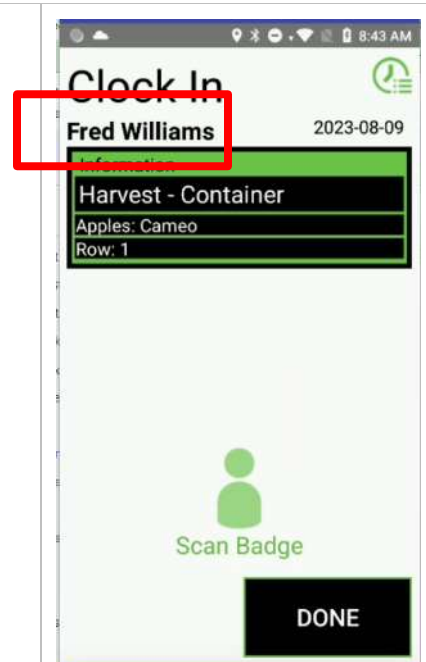 8:43 AM
Clock In
Fred Williams 2023-08-09
Information
Harvest - Container
Apples: Cameo
Row: 1
Scan Badge
DONE